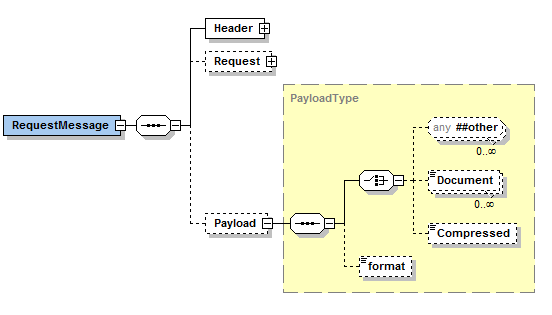 Header
Request
PayloadType
RequestMessage
any ##other
0..∞
Document
0..∞
Payload
Compressed
format